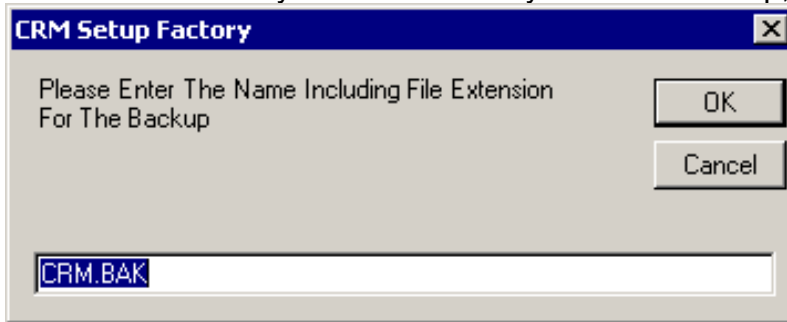 CRM Setup Factory
Please Enter The Name Including File Extension
For The Backup
OK
Cancel
CRM.BAK